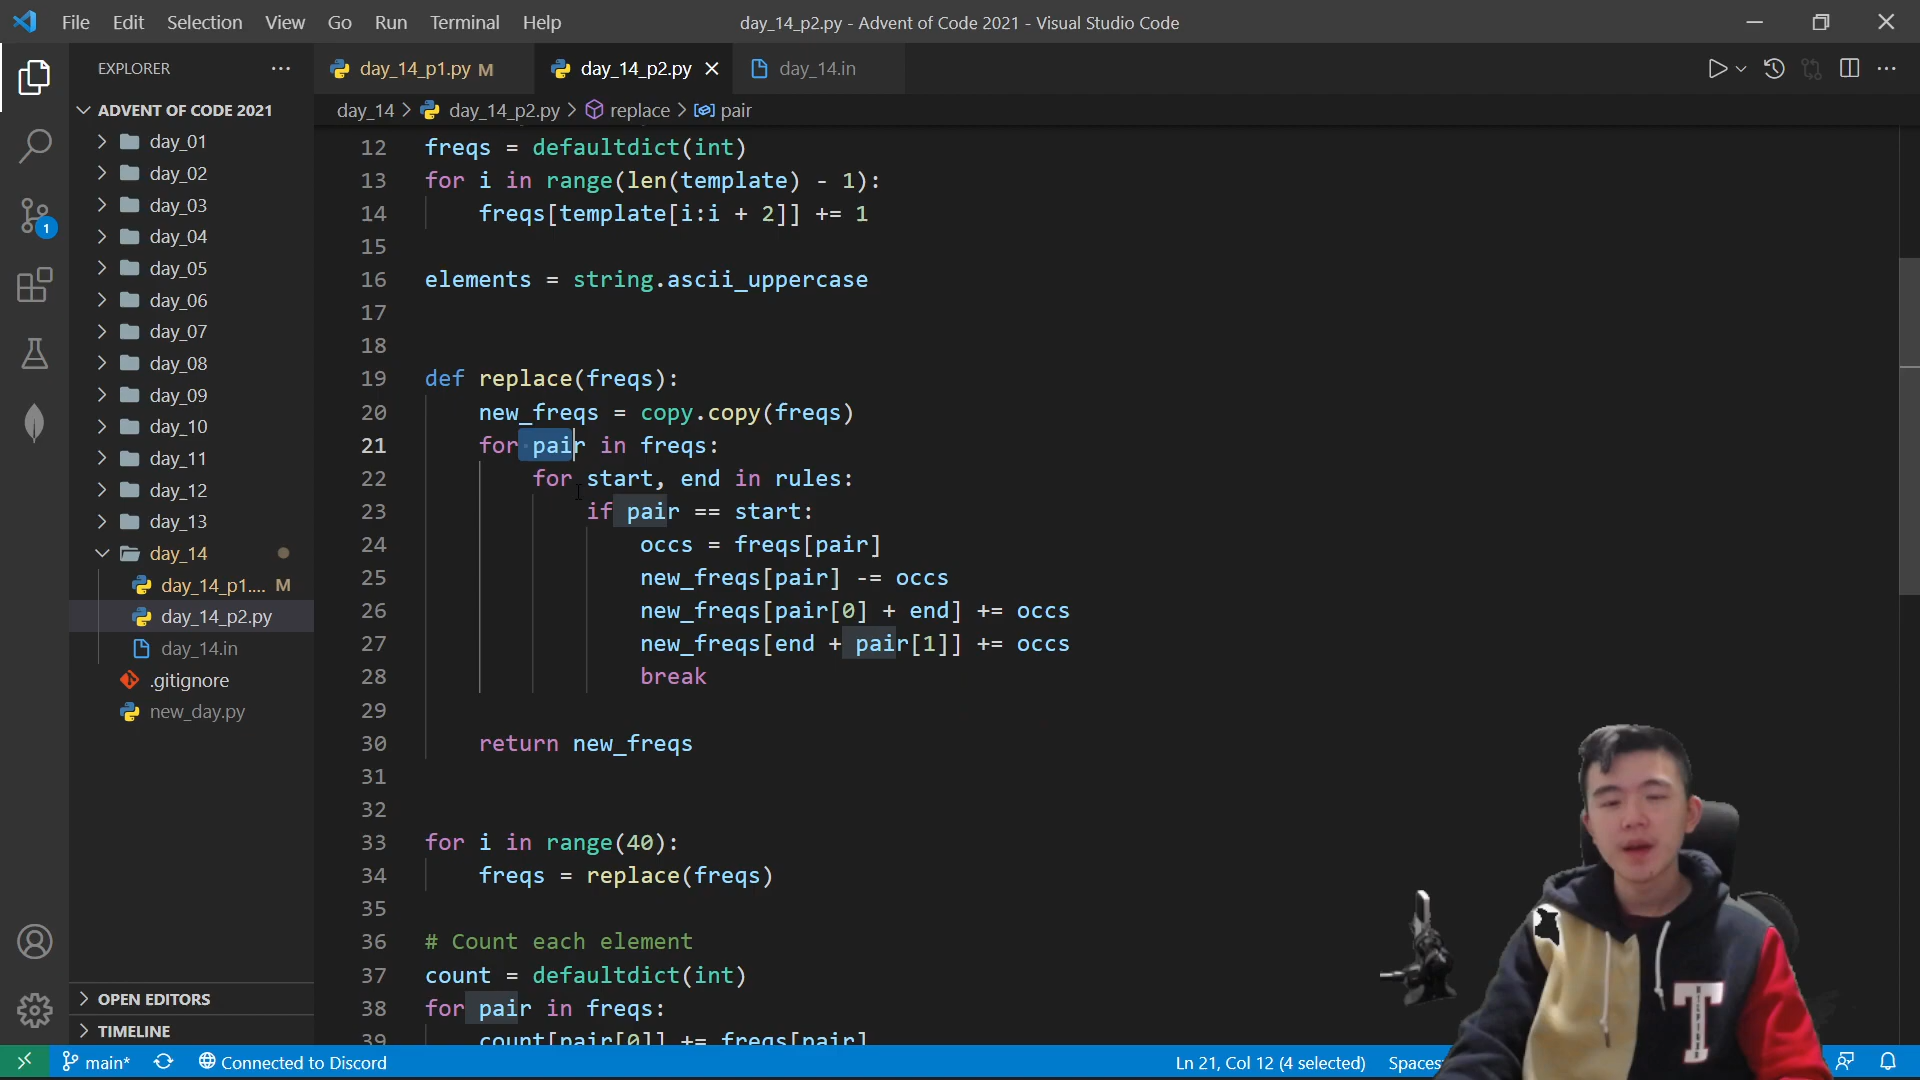 File Edit Selection View Go Run Terminal Help
day_14_p2.py - Advent of Code 2021 - Visual Studio Code
EXPLORER
day_14_p1.py M
day_14_p2.py
day_14.in
ADVENT OF CODE 2021
day_14 > day_14_p2.py > replace > pair
day_01
day_02
day_03
day_04
day_05
day_06
day_07
day_08
day_09
day_10
day_11
day_12
day_13
day_14
day_14_p1.... M
day_14_p2.py
day_14.in
.gitignore
new_day.py
OPEN EDITORS
TIMELINE
1
12 freqs = defaultdict(int)
13 for i in range(len(template) - 1):
14 freqs[template[i:i + 2]] += 1
15
16 elements = string.ascii_uppercase
17
18
19 def replace(freqs):
20 new_freqs = copy.copy(freqs)
21 for pair in freqs:
22 for start, end in rules:
23 if pair == start:
24 occs = freqs[pair]
25 new_freqs[pair] -= occs
26 new_freqs[pair[0] + end] += occs
27 new_freqs[end + pair[1]] += occs
28 break
29
30 return new_freqs
31
32
33 for i in range(40):
34 freqs = replace(freqs)
35
36 # Count each element
37 count = defaultdict(int)
38 for pair in freqs:
39 count[pair[0]] += freqs[pair]
T
main* Connected to Discord
Ln 21, Col 12 (4 selected) Spaces: